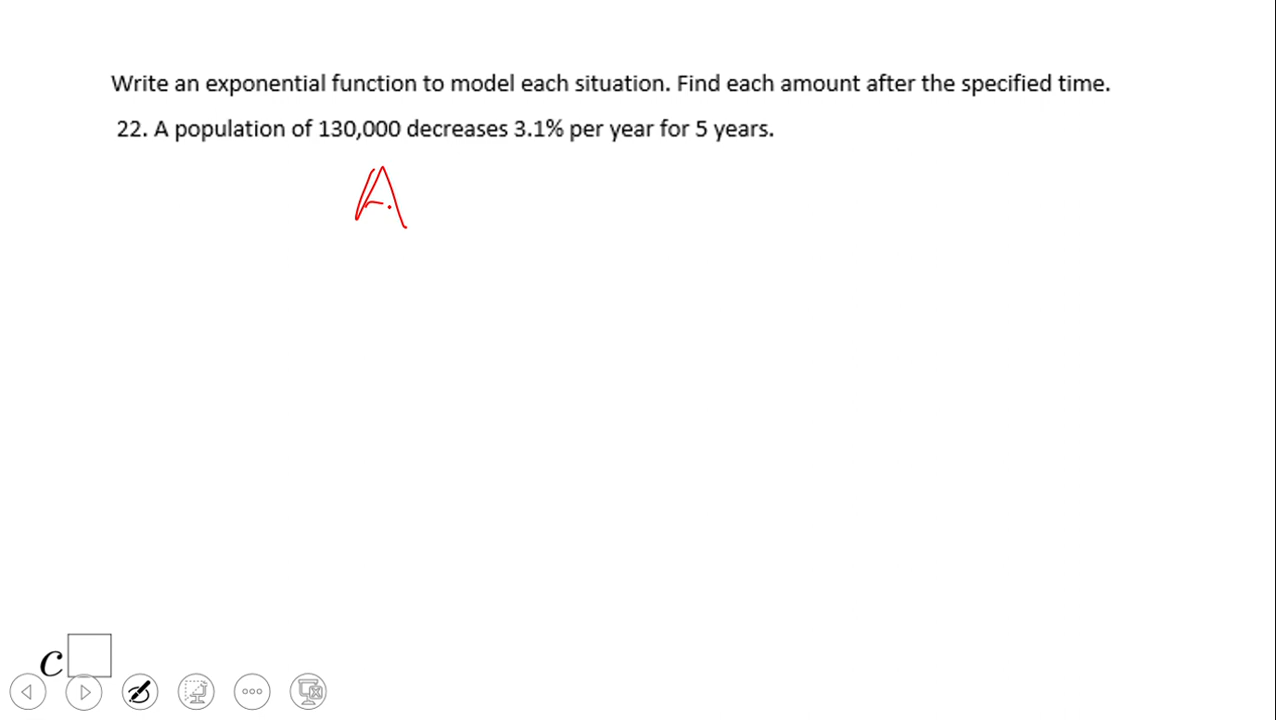 Write an exponential function to model each situation. Find each amount after the specified time.
22. A population of 130,000 decreases 3.1% per year for 5 years.
A
c